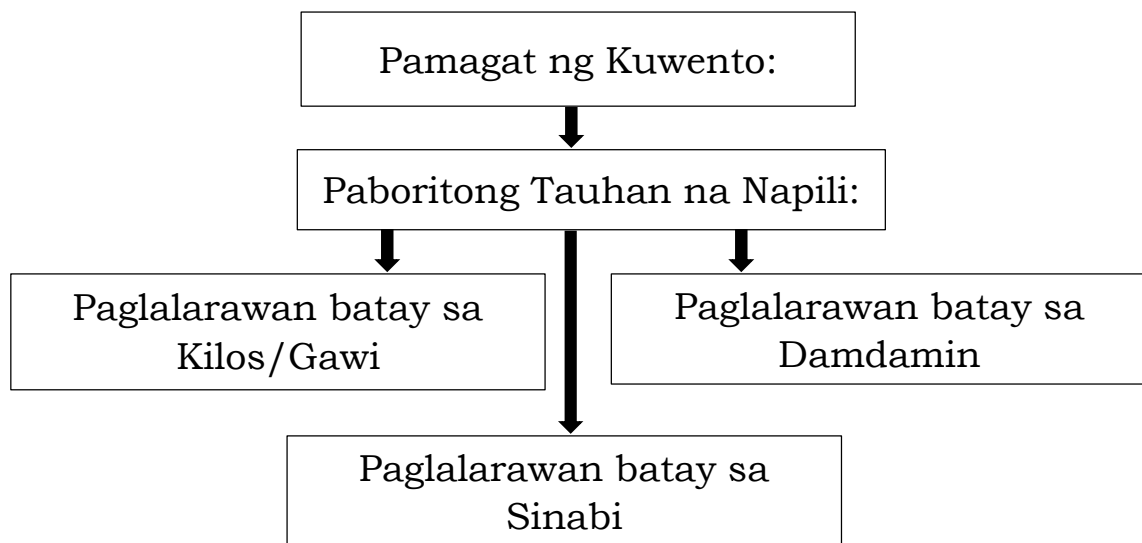 Pamagat ng Kuwento:
Paboritong Tauhan na Napili:
Paglalarawan batay sa
Kilos/Gawi
Paglalarawan batay sa
Damdamin
Paglalarawan batay sa
Sinabi